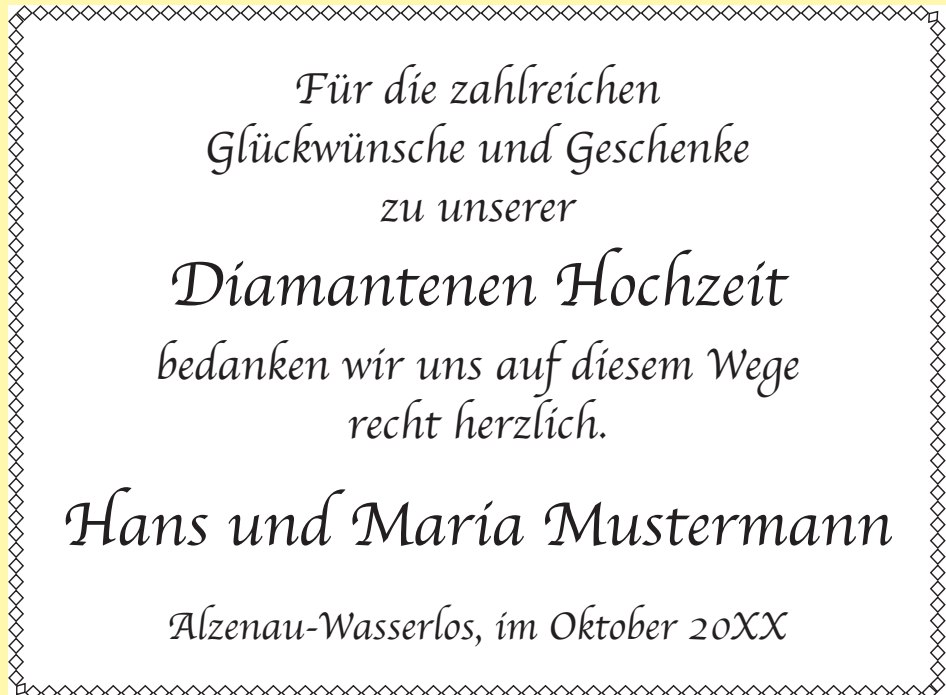 Für die zahlreichen
Glückwünsche und Geschenke
zu unserer
Diamantenen Hochzeit
bedanken wir uns auf diesem Wege
recht herzlich.
Hans und Maria Mustermann
Alzenau-Wasserlos, im Oktober 20XX